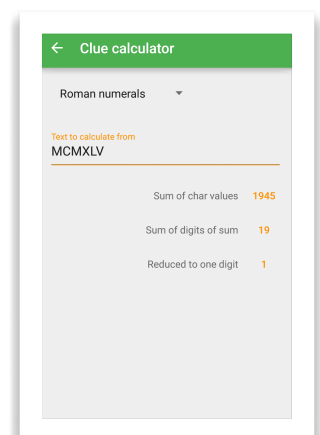 Clue calculator
Roman numerals
Text to calculate from
MCMXLV
Sum of char values 1945
Sum of digits of sum 19
Reduced to one digit 1